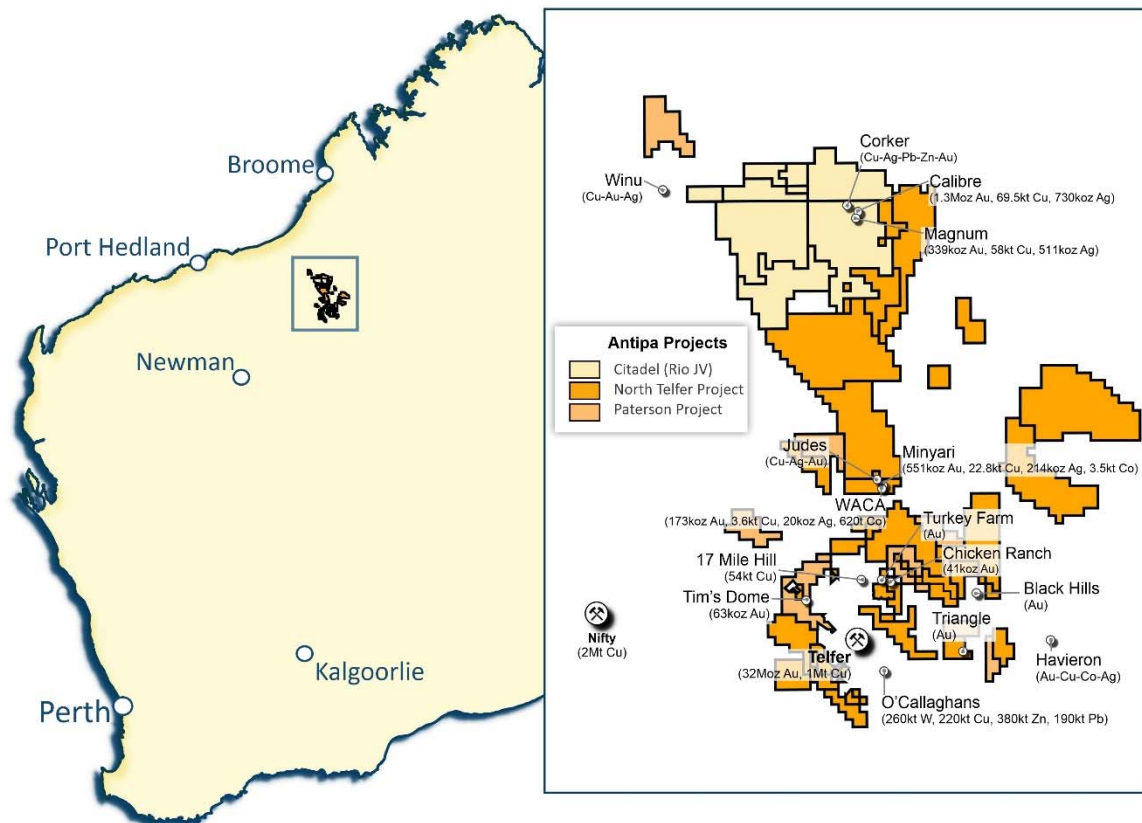 Broome
Port Hedland
Newman
Kalgoorlie
Perth
Corker
(Cu-Ag-Pb-Zn-Au)
Winu
(Cu-Au-Ag)
Calibre
(1.3Moz Au, 69.5kt Cu, 730koz Ag)
Magnum
(339koz Au, 58kt Cu, 511koz Ag)
Antipa Projects
Citadel (Rio JV)
North Telfer Project
Paterson Project
Judes
(Cu-Ag-Au)
Minyari
(551koz Au, 22.8kt Cu, 214koz Ag, 3.5kt Co)
WACA
(173koz Au, 3.6kt Cu, 20koz Ag, 620t Co)
Turkey Farm
(Au)
17 Mile Hill
(54kt Cu)
Chicken Ranch
(41koz Au)
Tim's Dome
(63koz Au)
Black Hills
(Au)
Triangle
(Au)
Nifty
(2Mt Cu)
Telfer
(32Moz Au, 1Mt Cu)
Havieron
(Au-Cu-Co-Ag)
O'Callaghans
(260kt W, 220kt Cu, 380kt Zn, 190kt Pb)